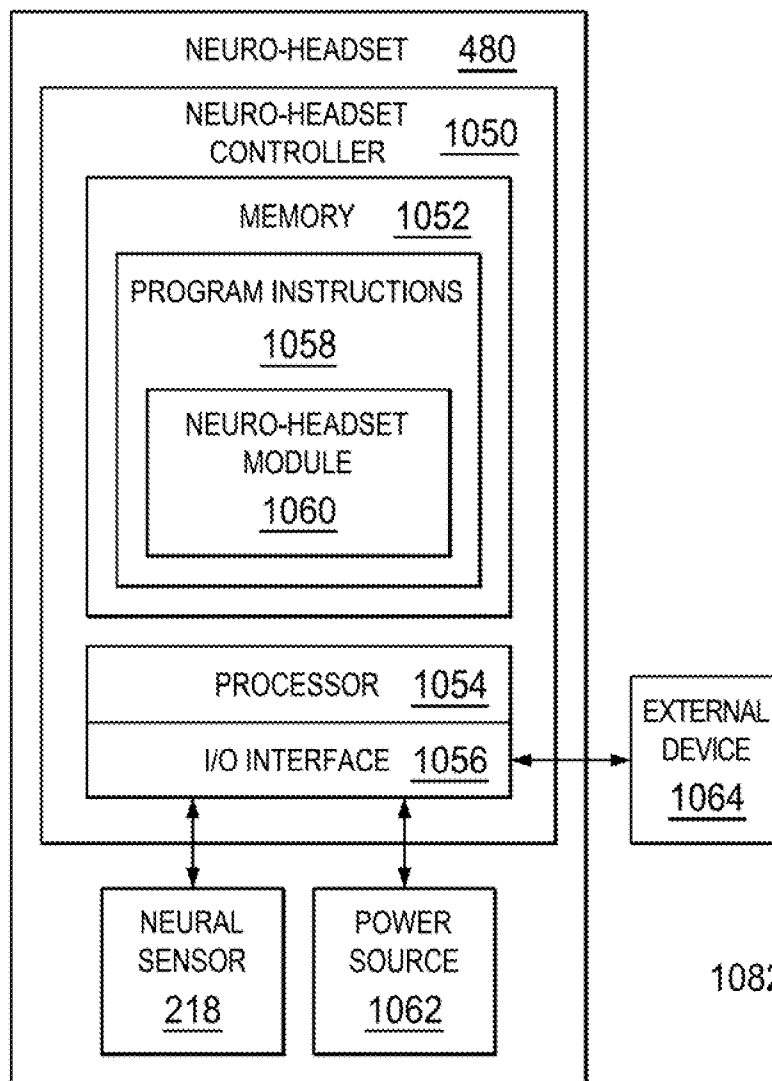 NEURO-HEADSET 480
NEURO-HEADSET
CONTROLLER 1050
MEMORY 1052
PROGRAM INSTRUCTIONS
1058
NEURO-HEADSET
MODULE
1060
PROCESSOR 1054
I/O INTERFACE 1056
EXTERNAL
DEVICE
1064
NEURAL
SENSOR
218
POWER
SOURCE
1062
1082